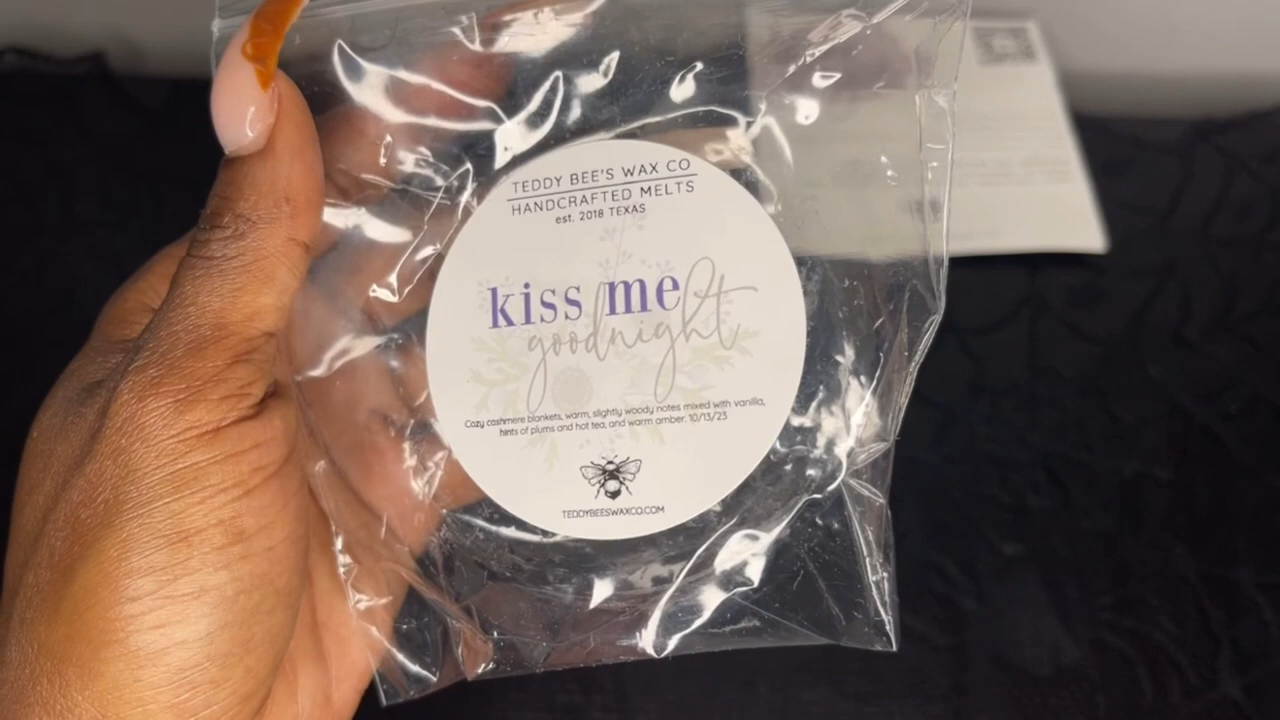 TEDDY BEE'S WAX CO
HANDCRAFTED MELTS
est. 2018 TEXAS
kiss me
goodnight
Cozy cashmere blankets, warm, slightly woody notes mixed with vanilla,
hints of plums and hot tea, and warm amber. 10/13/23
TEDDYBEESWAXCO.COM